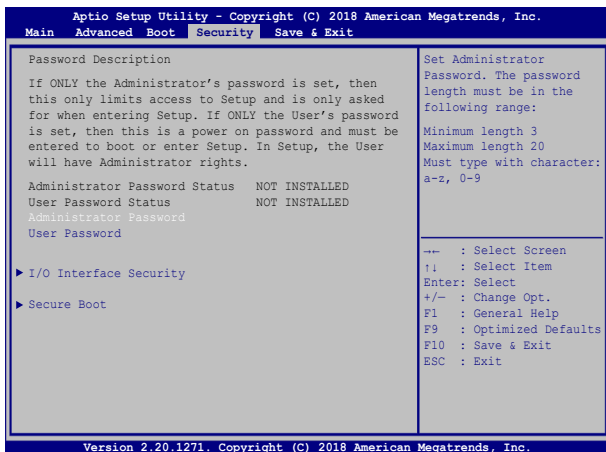 Aptio Setup Utility - Copyright (C) 2018 American Megatrends, Inc.
Main Advanced Boot Security Save & Exit
Password Description
If ONLY the Administrator's password is set, then
this only limits access to Setup and is only asked
for when entering Setup. If ONLY the User's password
is set, then this is a power on password and must be
entered to boot or enter Setup. In Setup, the User
will have Administrator rights.
Administrator Password Status NOT INSTALLED
User Password Status NOT INSTALLED
Administrator Password
User Password
▶ I/O Interface Security
▶ Secure Boot
Set Administrator
Password. The password
length must be in the
following range:
Minimum length 3
Maximum length 20
Must type with character:
a-z, 0-9
→← : Select Screen
↑↓ : Select Item
Enter: Select
+/— : Change Opt.
F1 : General Help
F9 : Optimized Defaults
F10 : Save & Exit
ESC : Exit
Version 2.20.1271. Copyright (C) 2018 American Megatrends, Inc.